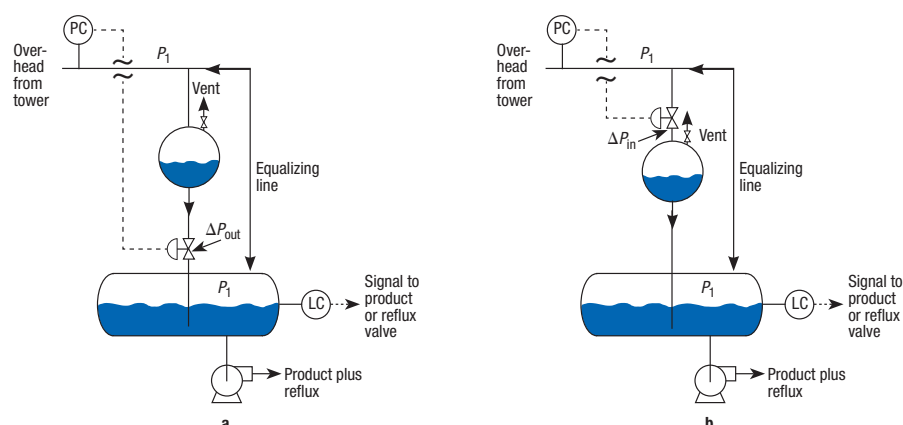 PC
P1
Over-
head
from
tower
Vent
Equalizing
line
ΔPout
P1
LC
Signal to
product
or reflux
valve
Product plus
reflux
a
PC
P1
Over-
head
from
tower
ΔPin
Vent
Equalizing
line
P1
LC
Signal to
product
or reflux
valve
Product plus
reflux
b